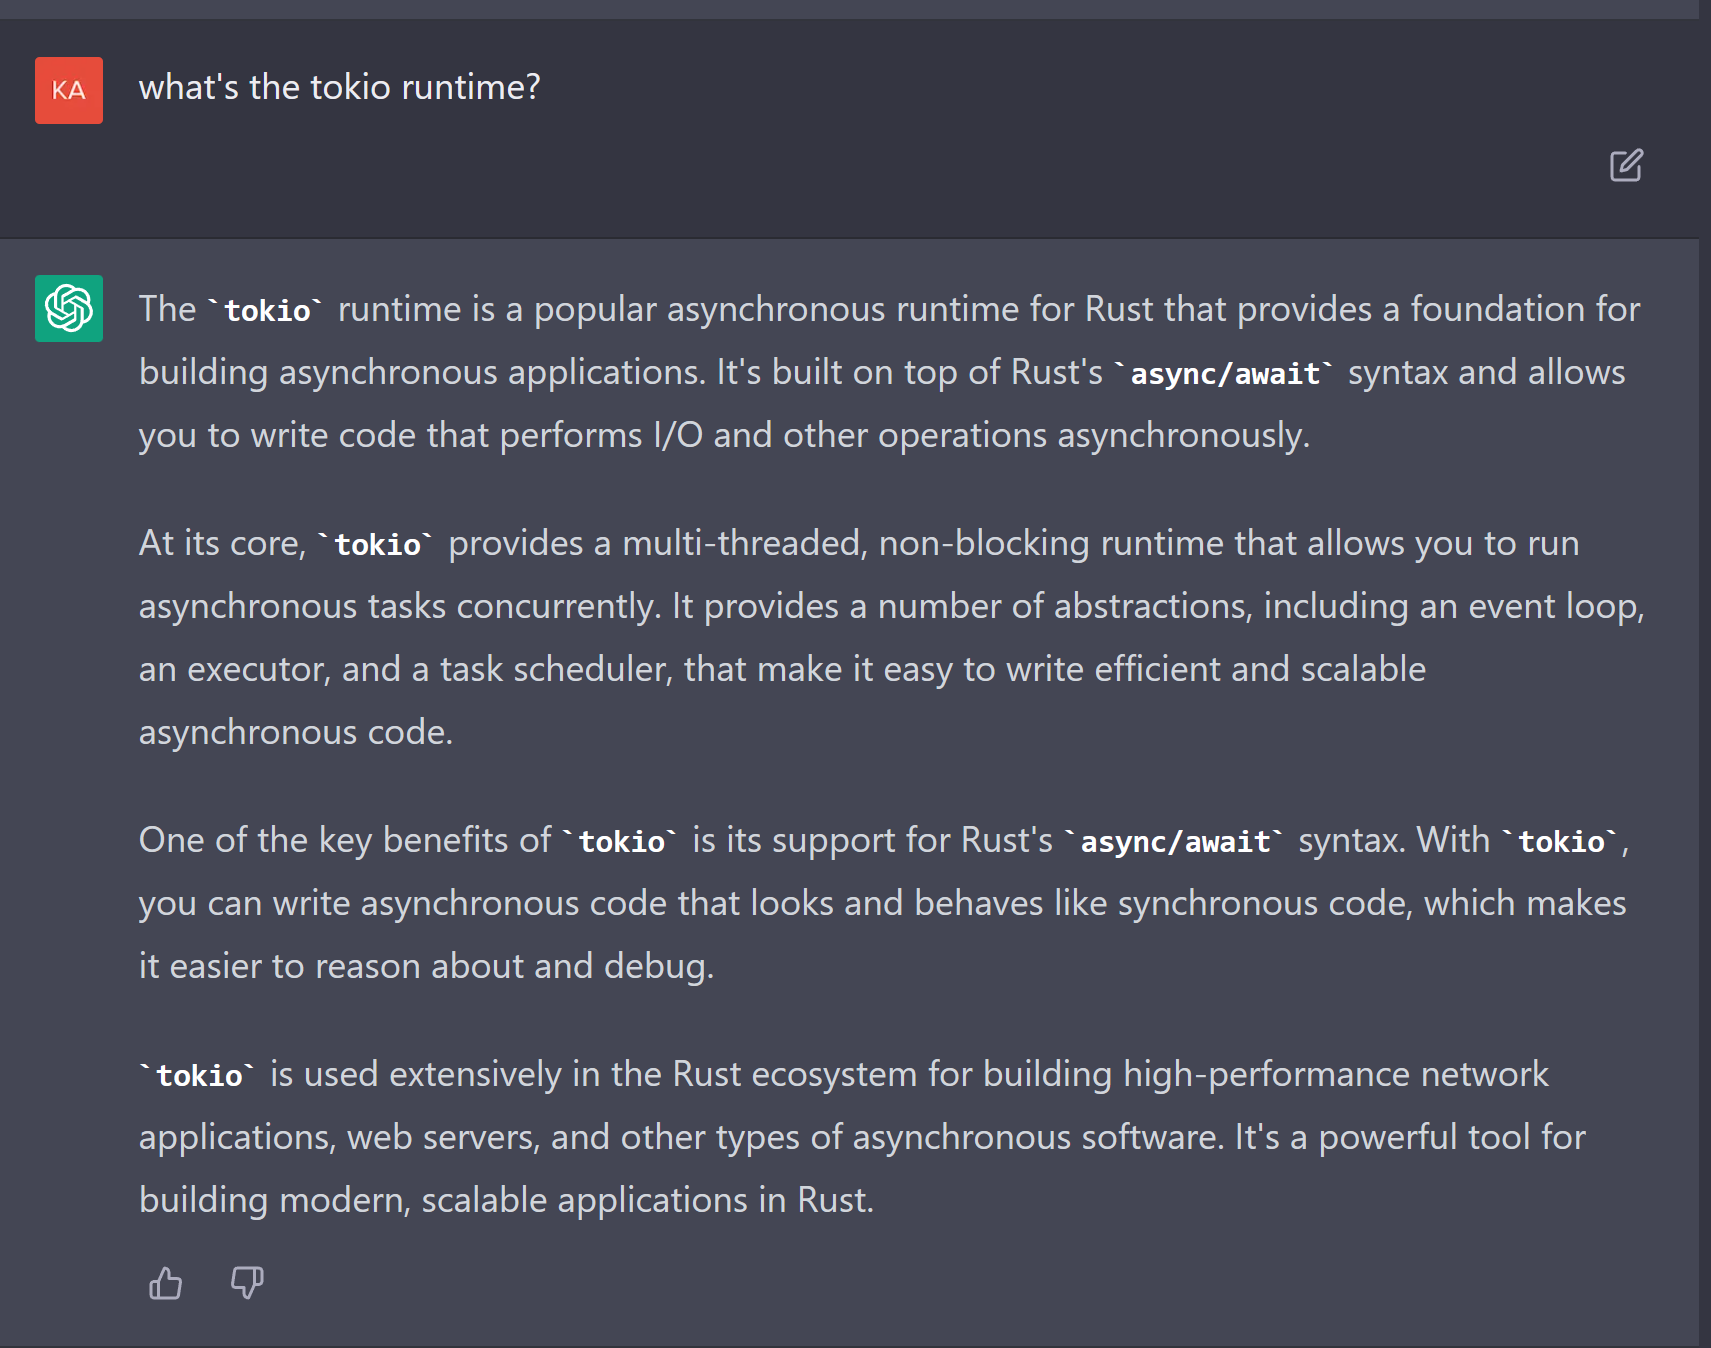 KA
what's the tokio runtime?
The `tokio` runtime is a popular asynchronous runtime for Rust that provides a foundation for
building asynchronous applications. It's built on top of Rust's `async/await` syntax and allows
you to write code that performs I/O and other operations asynchronously.
At its core, `tokio` provides a multi-threaded, non-blocking runtime that allows you to run
asynchronous tasks concurrently. It provides a number of abstractions, including an event loop,
an executor, and a task scheduler, that make it easy to write efficient and scalable
asynchronous code.
One of the key benefits of `tokio` is its support for Rust's `async/await` syntax. With `tokio`,
you can write asynchronous code that looks and behaves like synchronous code, which makes
it easier to reason about and debug.
`tokio` is used extensively in the Rust ecosystem for building high-performance network
applications, web servers, and other types of asynchronous software. It's a powerful tool for
building modern, scalable applications in Rust.